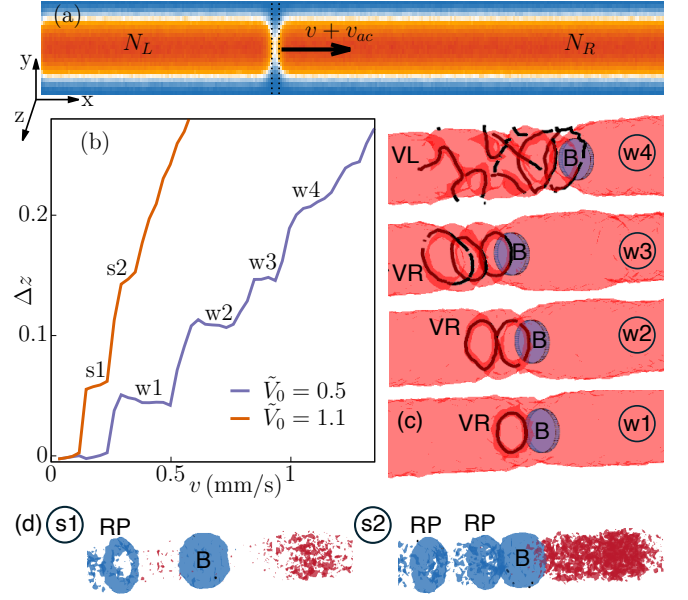 (a)
N_L
v + v_ac
N_R
y
z
x
(b)
0.2
0.1
0
Δz
s1
s2
w1
w2
w3
w4
Ṽ_0 = 0.5
Ṽ_0 = 1.1
0.5
1
v (mm/s)
VL
B
w4
VR
B
w3
VR
B
w2
(c)
VR
B
w1
(d)
s1
RP
B
s2
RP
RP
B